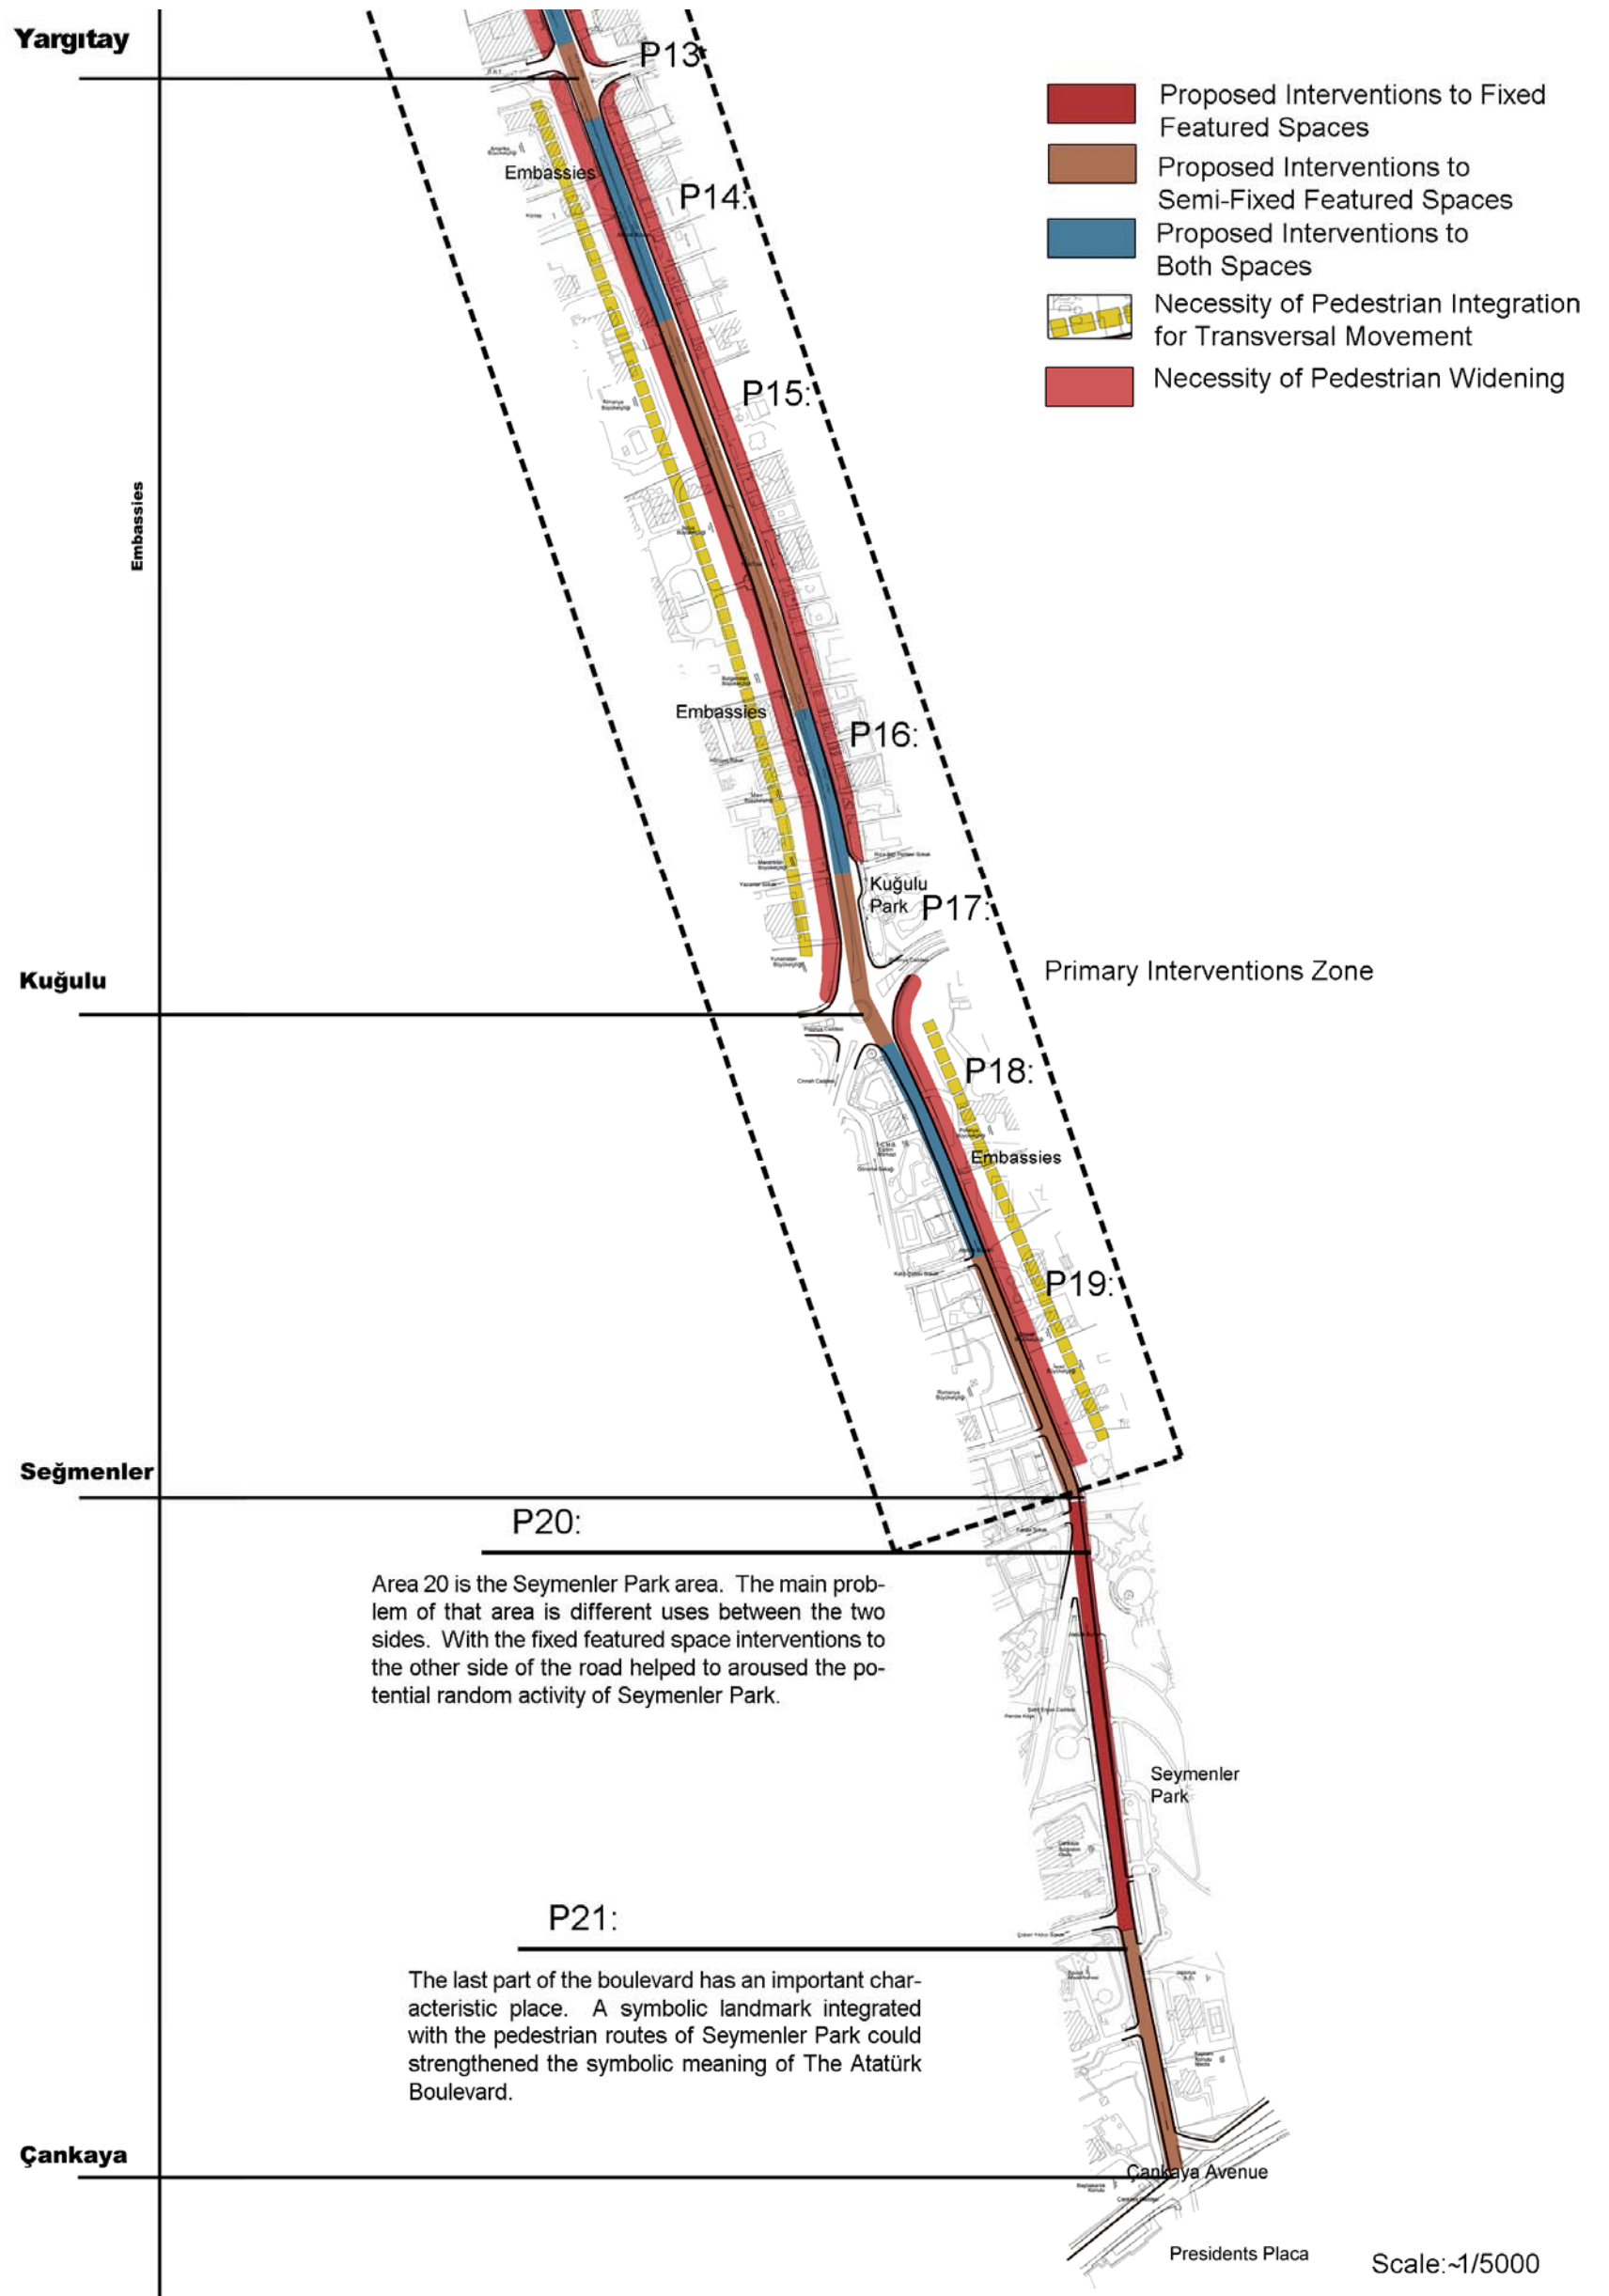 Yargıtay
P13:
Proposed Interventions to Fixed
Featured Spaces
Proposed Interventions to
Semi-Fixed Featured Spaces
Proposed Interventions to
Both Spaces
Necessity of Pedestrian Integration
for Transversal Movement
Necessity of Pedestrian Widening
Embassies
P14:
P15:
Embassies
Embassies
P16:
Kuğulu
Park
P17:
Kuğulu
Primary Interventions Zone
P18:
Embassies
P19:
Seğmenler
P20:
Area 20 is the Seymenler Park area. The main prob-
lem of that area is different uses between the two
sides. With the fixed featured space interventions to
the other side of the road helped to aroused the po-
tential random activity of Seymenler Park.
Seymenler
Park
P21:
The last part of the boulevard has an important char-
acteristic place. A symbolic landmark integrated
with the pedestrian routes of Seymenler Park could
strengthened the symbolic meaning of The Atatürk
Boulevard.
Çankaya
Çankaya Avenue
Presidents Placa
Scale:~1/5000